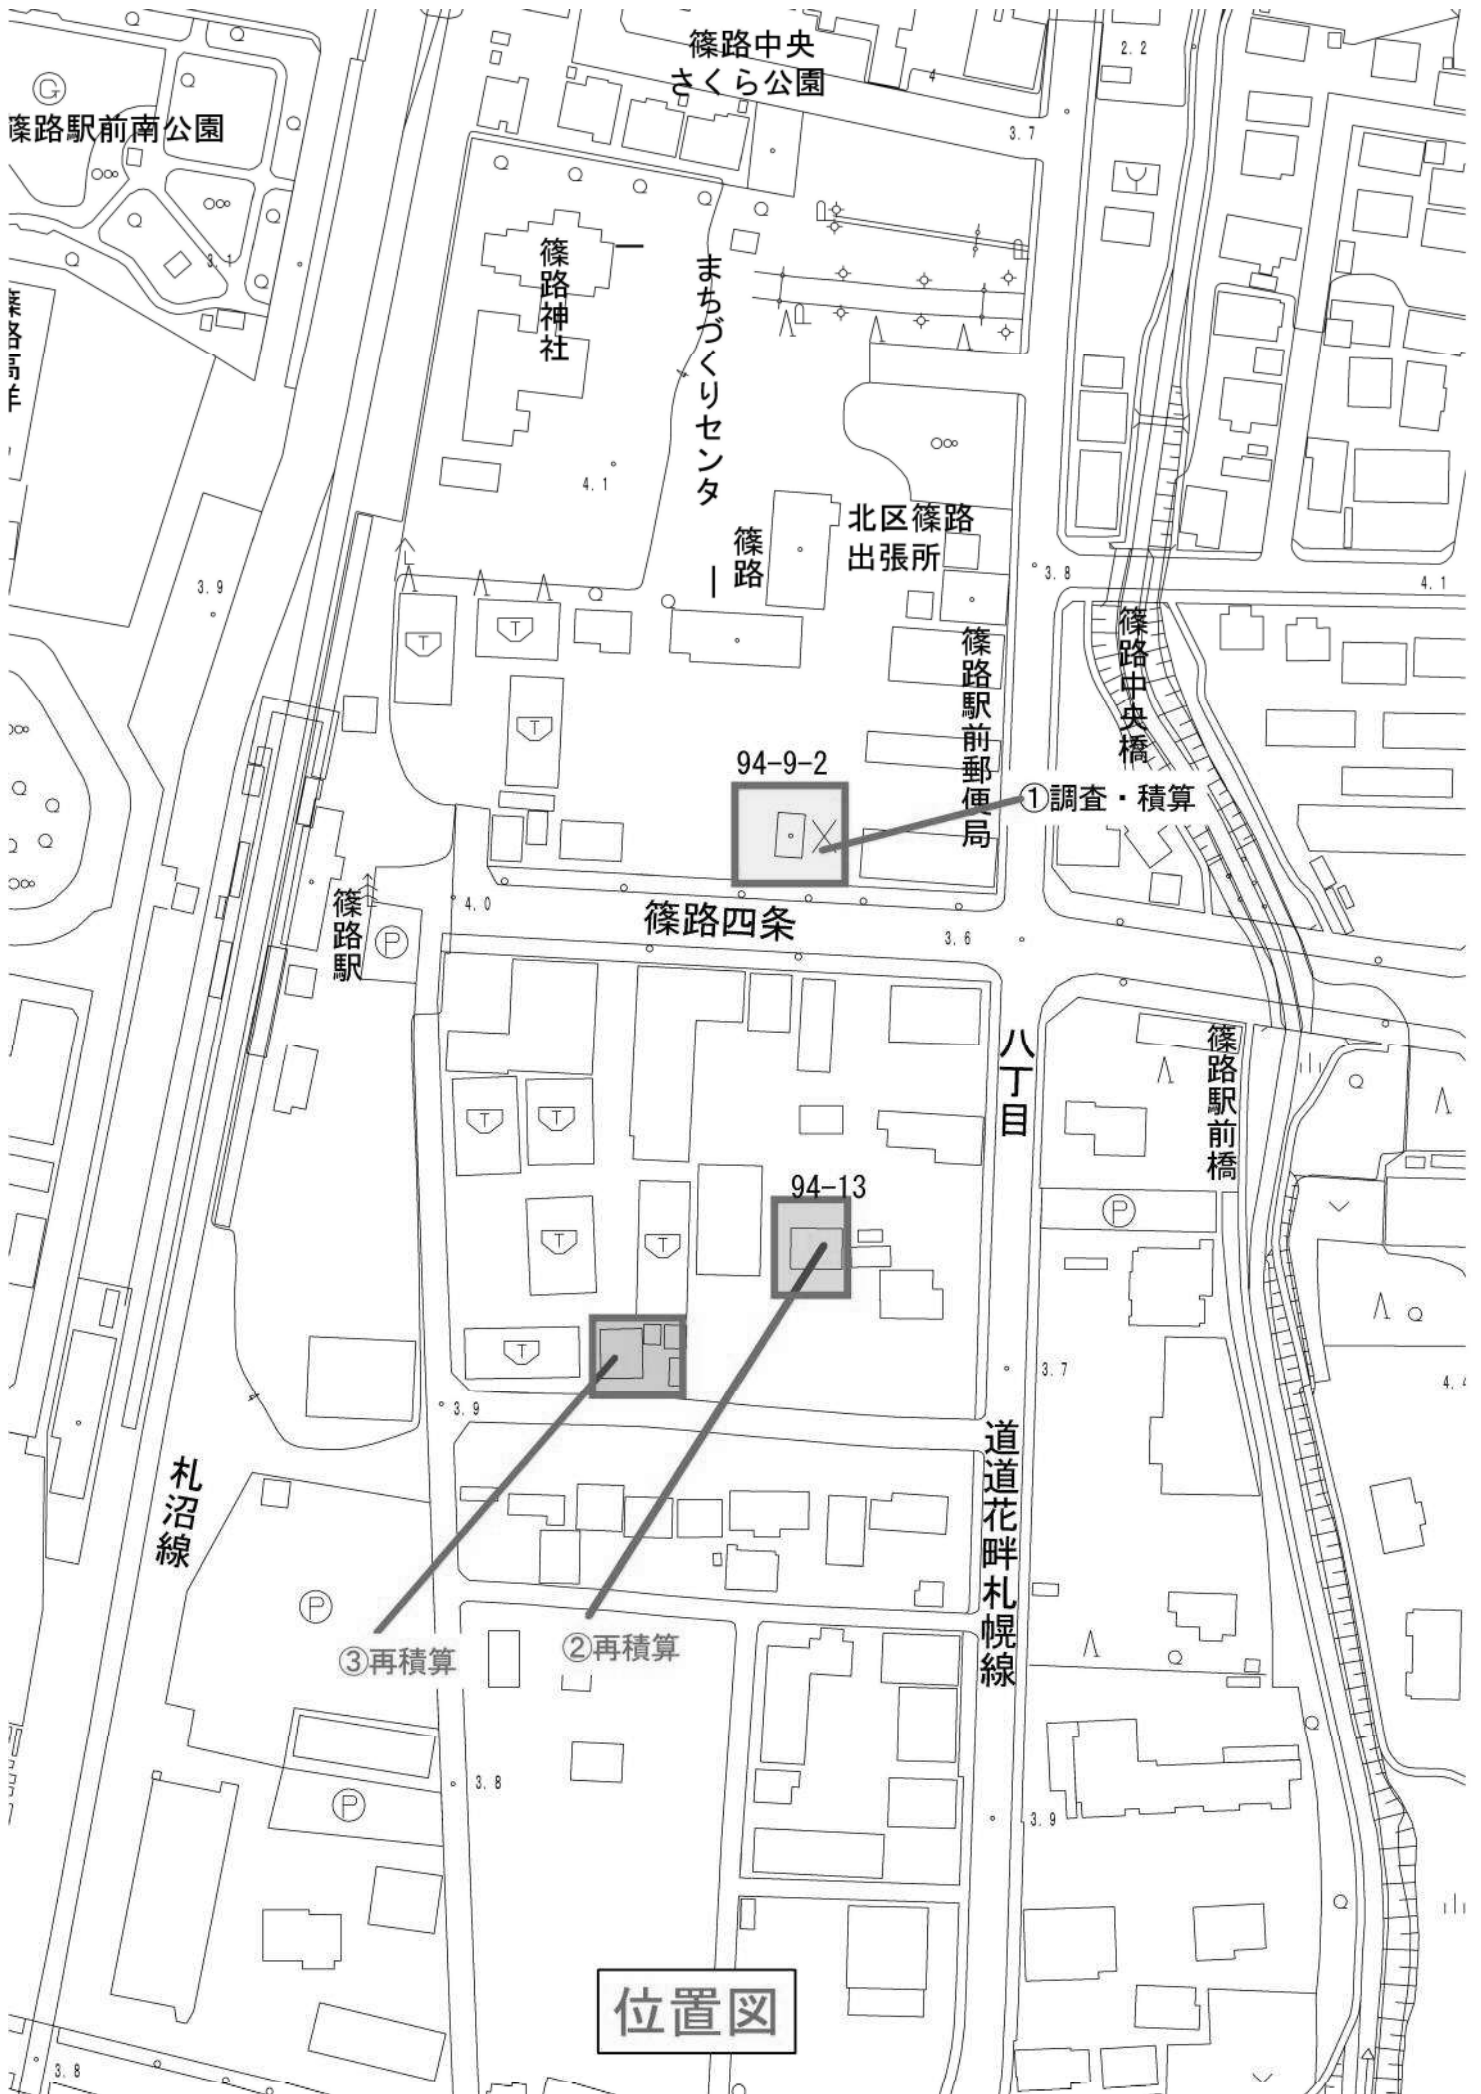 篠路中央
さくら公園
2.2
4
3.7
G
篠路駅前南公園
3.1
篠路神社
まちづくりセンター
篠路
4.1
北区篠路
出張所
3.9
3.8
4.1
篠路中央橋
篠路駅前郵便局
T
T
T
94-9-2
①調査・積算
篠路駅
4.0
P
篠路四条
3.6
八丁目
篠路駅前橋
T
T
94-13
P
T
T
T
3.9
3.7
札沼線
道道花畔札幌線
P
③再積算
②再積算
3.8
P
3.9
位置図
3.8